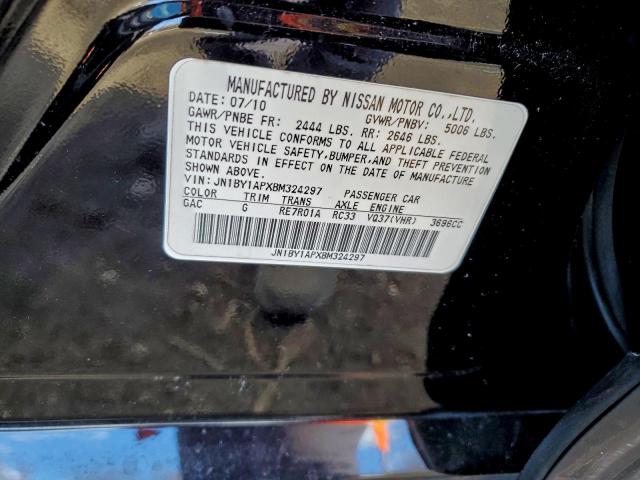 MANUFACTURED BY NISSAN MOTOR CO.,LTD.
DATE: 07/10 GVWR/PNBV: 5006 LBS.
GAWR/PNBE FR: 2444 LBS. RR: 2646 LBS.
THIS VEHICLE CONFORMS TO ALL APPLICABLE FEDERAL
MOTOR VEHICLE SAFETY,BUMPER,AND THEFT PREVENTION
STANDARDS IN EFFECT ON THE DATE OF MANUFACTURE
SHOWN ABOVE.
VIN: JN1BY1APXBM324297 PASSENGER CAR
COLOR TRIM TRANS AXLE ENGINE
GAC G RE7R01A RC33 VQ37(VHR) 3696CC
JN1BY1APXBM324297